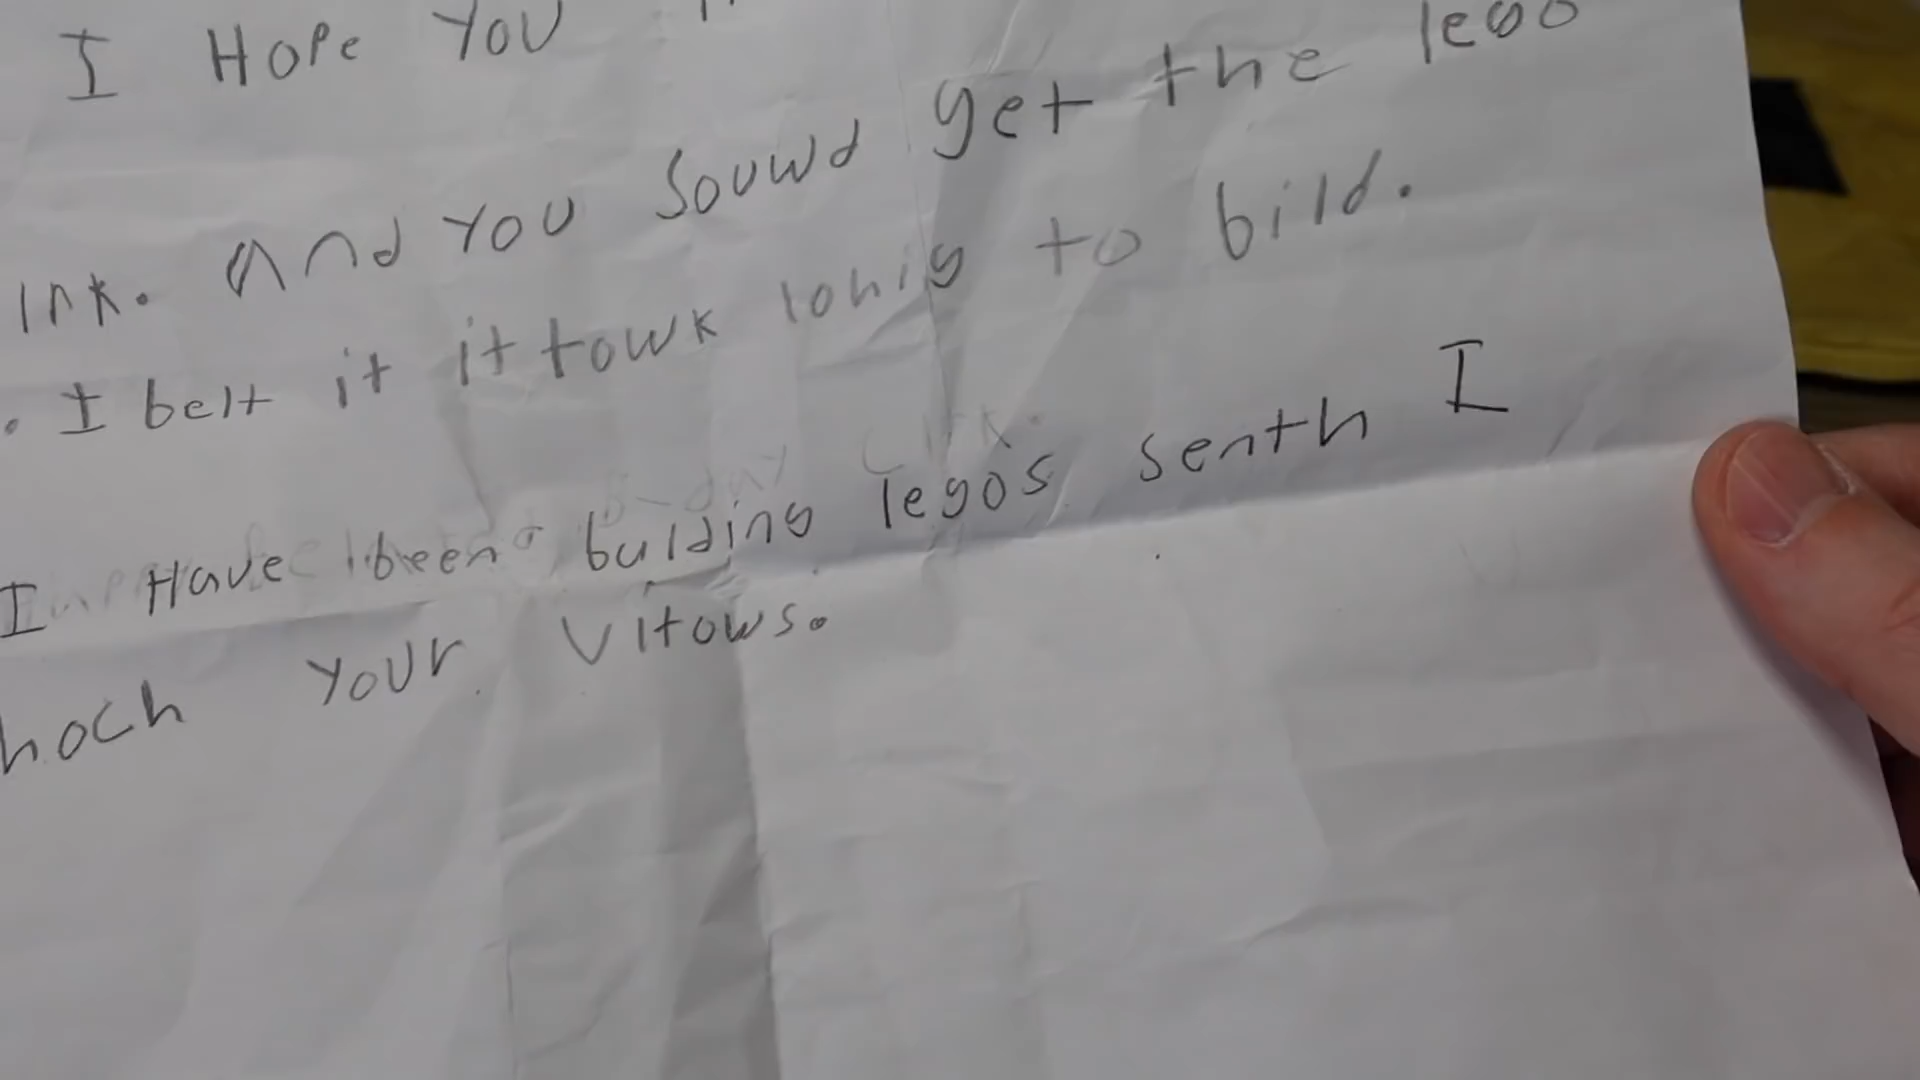 I Hope You
Ink. And You Souwd get the lego
. I belt it it towk lonig to bild.
I Have been bulding legos senth I
hoch Your Vitows.